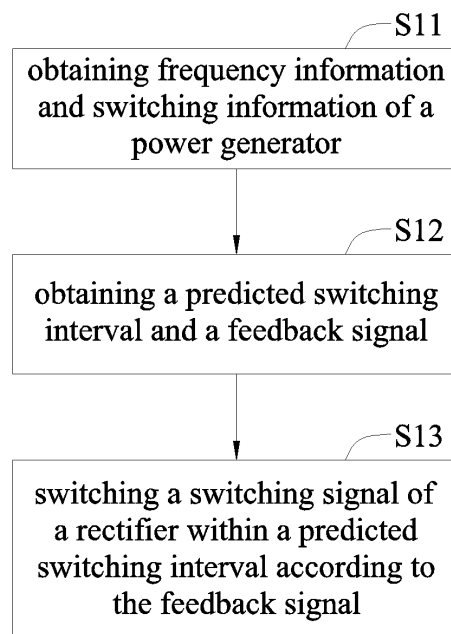 S11
obtaining frequency information
and switching information of a
power generator
S12
obtaining a predicted switching
interval and a feedback signal
S13
switching a switching signal of
a rectifier within a predicted
switching interval according to
the feedback signal